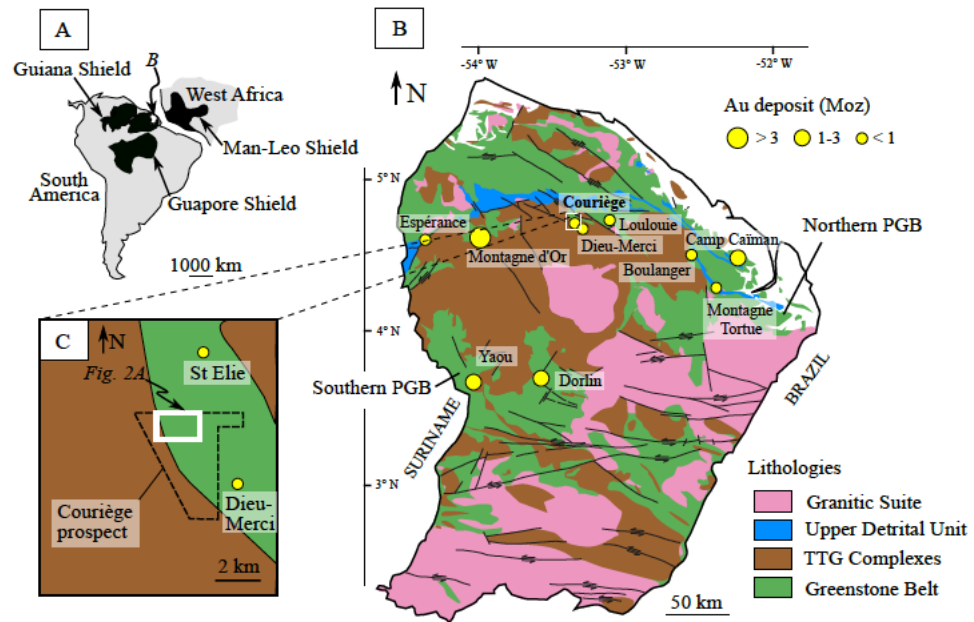 A
B
Guiana Shield
West Africa
Man-Leo Shield
South
America
Guapore Shield
1000 km
B
-54°W
-53°W
-52°W
N
Au deposit (Moz)
> 3
1-3
< 1
5°N
4°N
3°N
Couriège
Espérance
Louloule
Montagne d'Or
Dieu-Merci
Camp Caïman
Boulanger
Northern PGB
Montagne
Tortue
Yaou
Dorlin
Southern PGB
SURINAME
BRAZIL
50 km
C
N
Fig. 2A
St Elie
Dieu-
Merci
Couriège
prospect
2 km
Lithologies
Granitic Suite
Upper Detrital Unit
TTG Complexes
Greenstone Belt